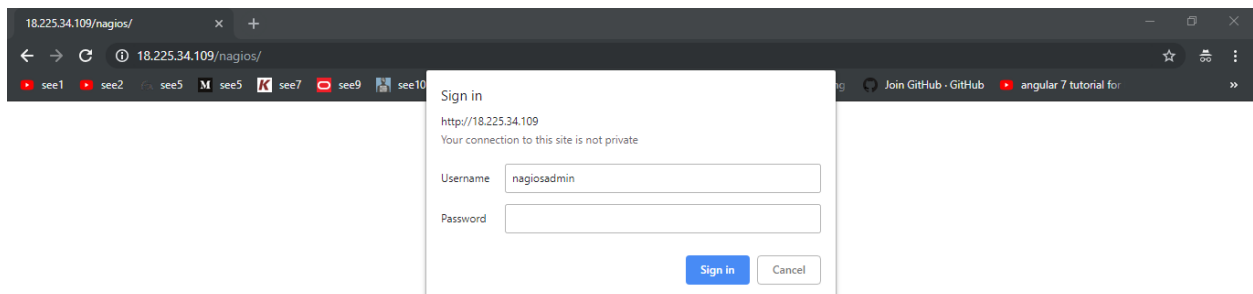 18.225.34.109/nagios/
18.225.34.109/nagios/
see1 see2 see5 M see5 K see7 see9 see10 Join GitHub · GitHub angular 7 tutorial for
Sign in
http://18.225.34.109
Your connection to this site is not private
Username nagiosadmin
Password
Sign in Cancel